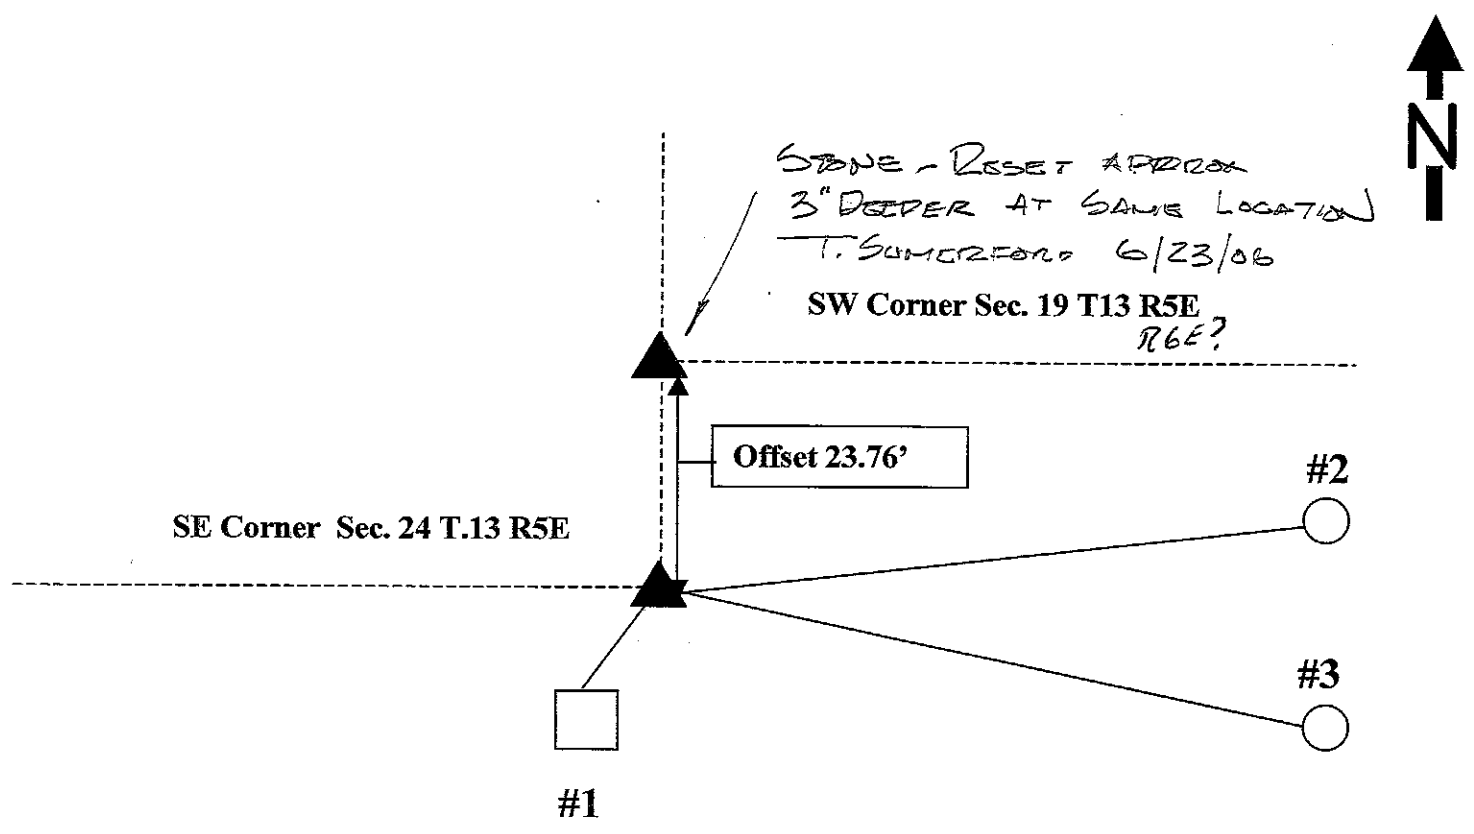 N
STONE - RESET APPROX
3" DEEPER AT SAME LOCATION
T. SUMERFORD 6/23/06
SW Corner Sec. 19 T13 R5E
R6E?
Offset 23.76’
#2
SE Corner Sec. 24 T.13 R5E
#3
#1